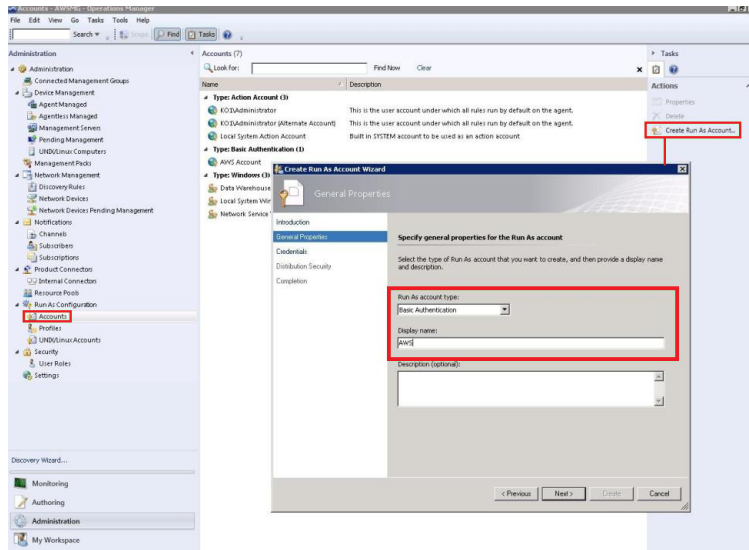 Accounts - AWSMG - Operations Manager
File Edit View Go Tasks Tools Help
Search Scope Find Tasks
Administration
Administration
Connected Management Groups
Device Management
Agent Managed
Agentless Managed
Management Servers
Pending Management
UNIX/Linux Computers
Management Packs
Network Management
Discovery Rules
Network Devices
Network Devices Pending Management
Notifications
Channels
Subscribers
Subscriptions
Product Connectors
Internal Connectors
Resource Pools
Run As Configuration
Accounts
Profiles
UNIX/Linux Accounts
Security
User Roles
Settings
Discovery Wizard...
Monitoring
Authoring
Administration
My Workspace
Accounts (7)
Look for: Find Now Clear
Name Description
Type: Action Account (3)
KO1\Administrator This is the user account under which all rules run by default on the agent.
KO1\Administrator (Alternate Account) This is the user account under which all rules run by default on the agent.
Local System Action Account Built in SYSTEM account to be used as an action account
Type: Basic Authentication (1)
AWS Account
Type: Windows (3)
Data Warehouse
Local System Win
Network Service
Create Run As Account Wizard
General Properties
Introduction
General Properties
Credentials
Distribution Security
Completion
Specify general properties for the Run As account
Select the type of Run As account that you want to create, and then provide a display name
and description.
Run As account type:
Basic Authentication
Display name:
AWS
Description (optional):
< Previous Next > Create Cancel
Tasks
Actions
Properties
Delete
Create Run As Account...